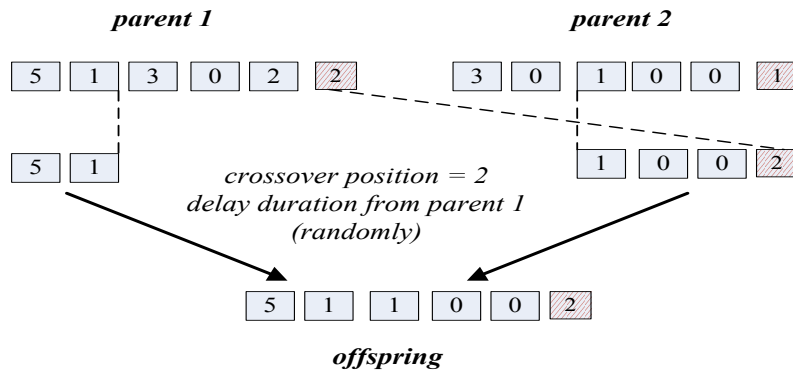 parent 1 parent 2
5 1 3 0 2 2 3 0 1 0 0 1
5 1 1 0 0 2
crossover position = 2
delay duration from parent 1
(randomly)
5 1 1 0 0 2
offspring